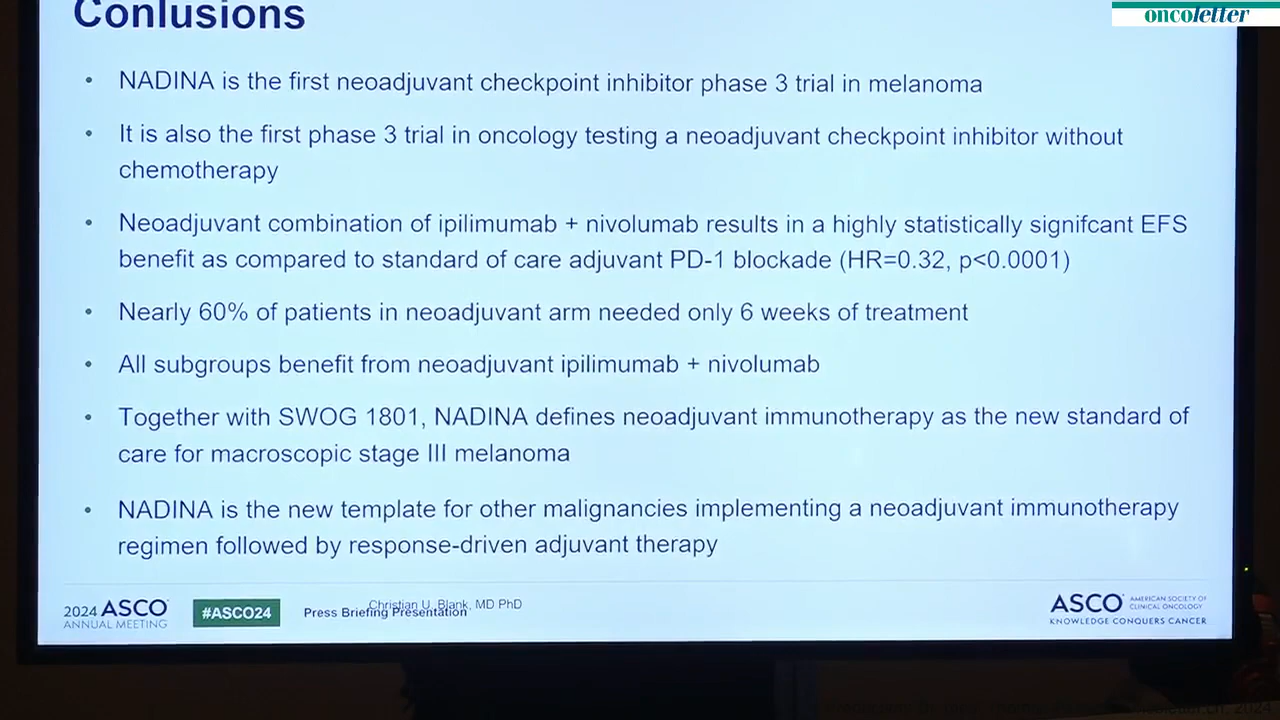 Conlusions
oncoletter
• NADINA is the first neoadjuvant checkpoint inhibitor phase 3 trial in melanoma
• It is also the first phase 3 trial in oncology testing a neoadjuvant checkpoint inhibitor without
chemotherapy
• Neoadjuvant combination of ipilimumab + nivolumab results in a highly statistically signifcant EFS
benefit as compared to standard of care adjuvant PD-1 blockade (HR=0.32, p<0.0001)
• Nearly 60% of patients in neoadjuvant arm needed only 6 weeks of treatment
• All subgroups benefit from neoadjuvant ipilimumab + nivolumab
• Together with SWOG 1801, NADINA defines neoadjuvant immunotherapy as the new standard of
care for macroscopic stage III melanoma
• NADINA is the new template for other malignancies implementing a neoadjuvant immunotherapy
regimen followed by response-driven adjuvant therapy
2024 ASCO
ANNUAL MEETING
#ASCO24
Christian U. Blank, MD PhD
Press Briefing Presentation
ASCO AMERICAN SOCIETY OF
CLINICAL ONCOLOGY
KNOWLEDGE CONQUERS CANCER